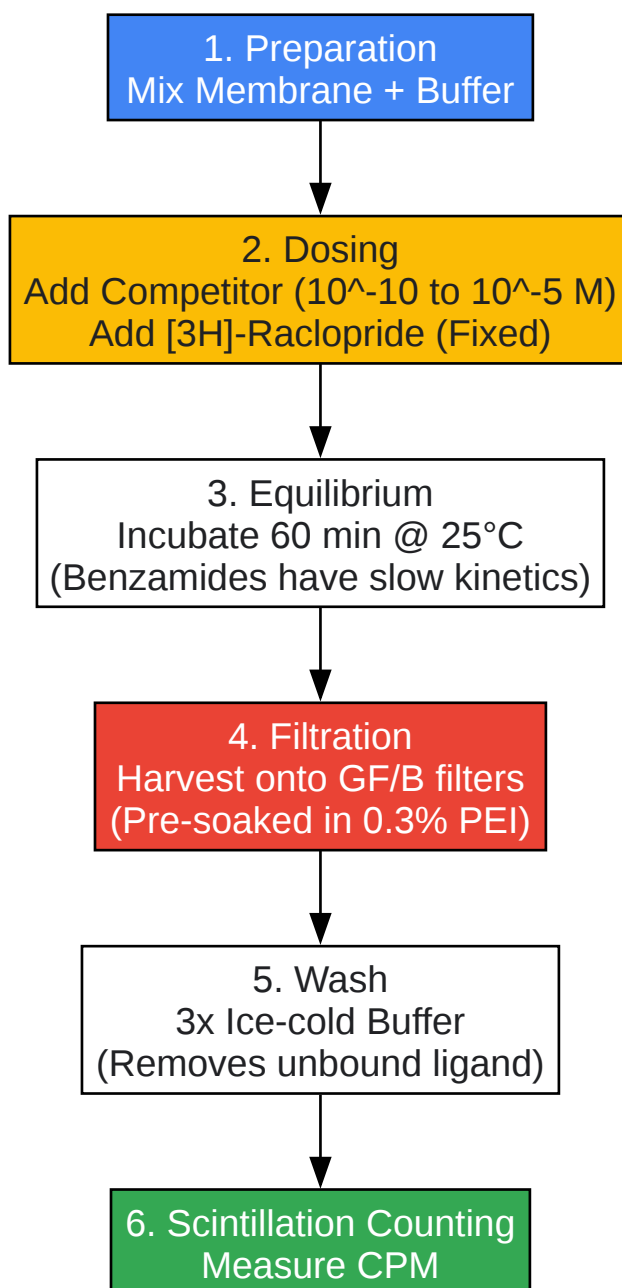 1. Preparation
Mix Membrane + Buffer
2. Dosing
Add Competitor (10^-10 to 10^-5 M)
Add [3H]-Raclopride (Fixed)
3. Equilibrium
Incubate 60 min @ 25°C
(Benzamides have slow kinetics)
4. Filtration
Harvest onto GF/B filters
(Pre-soaked in 0.3% PEI)
5. Wash
3x Ice-cold Buffer
(Removes unbound ligand)
6. Scintillation Counting
Measure CPM